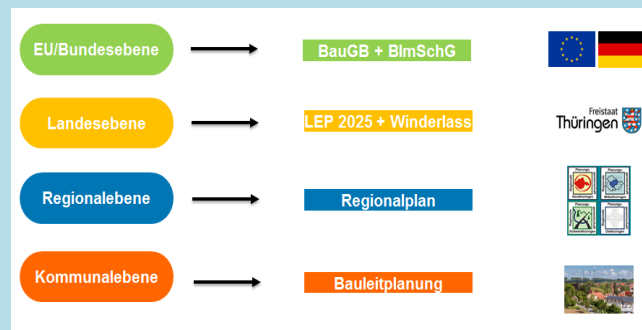 EU/Bundesebene
BauGB + BImSchG
Landesebene
LEP 2025 + Winderlass
Freistaat
Thüringen
Regionalebene
Regionalplan
Kommunalebene
Bauleitplanung